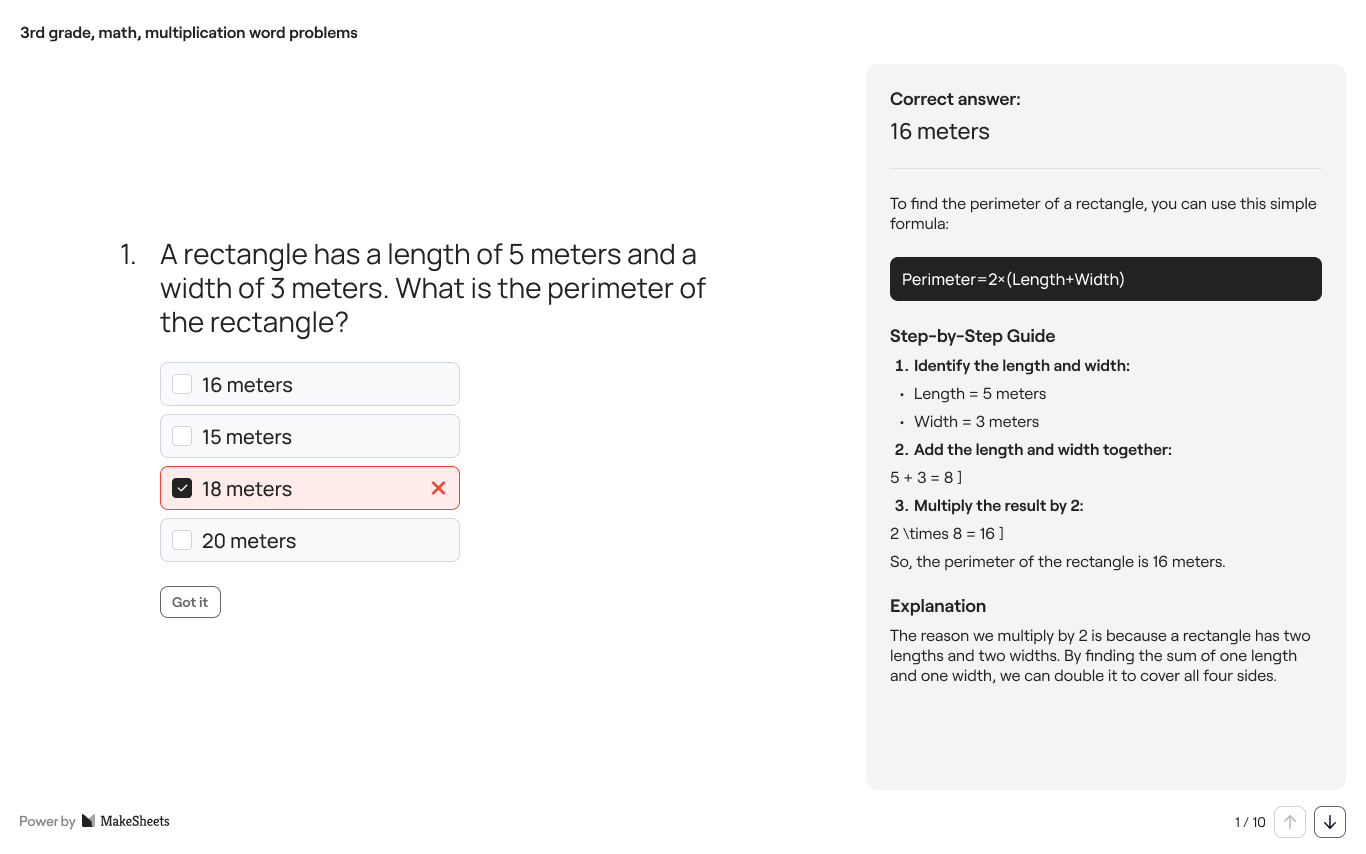 3rd grade, math, multiplication word problems
1. A rectangle has a length of 5 meters and a
width of 3 meters. What is the perimeter of
the rectangle?
16 meters
15 meters
18 meters
20 meters
Got it
Correct answer:
16 meters
To find the perimeter of a rectangle, you can use this simple
formula:
Perimeter=2×(Length+Width)
Step-by-Step Guide
1. Identify the length and width:
• Length = 5 meters
• Width = 3 meters
2. Add the length and width together:
5 + 3 = 8 ]
3. Multiply the result by 2:
2 \times 8 = 16 ]
So, the perimeter of the rectangle is 16 meters.
Explanation
The reason we multiply by 2 is because a rectangle has two
lengths and two widths. By finding the sum of one length
and one width, we can double it to cover all four sides.
Power by MakeSheets
1 / 10